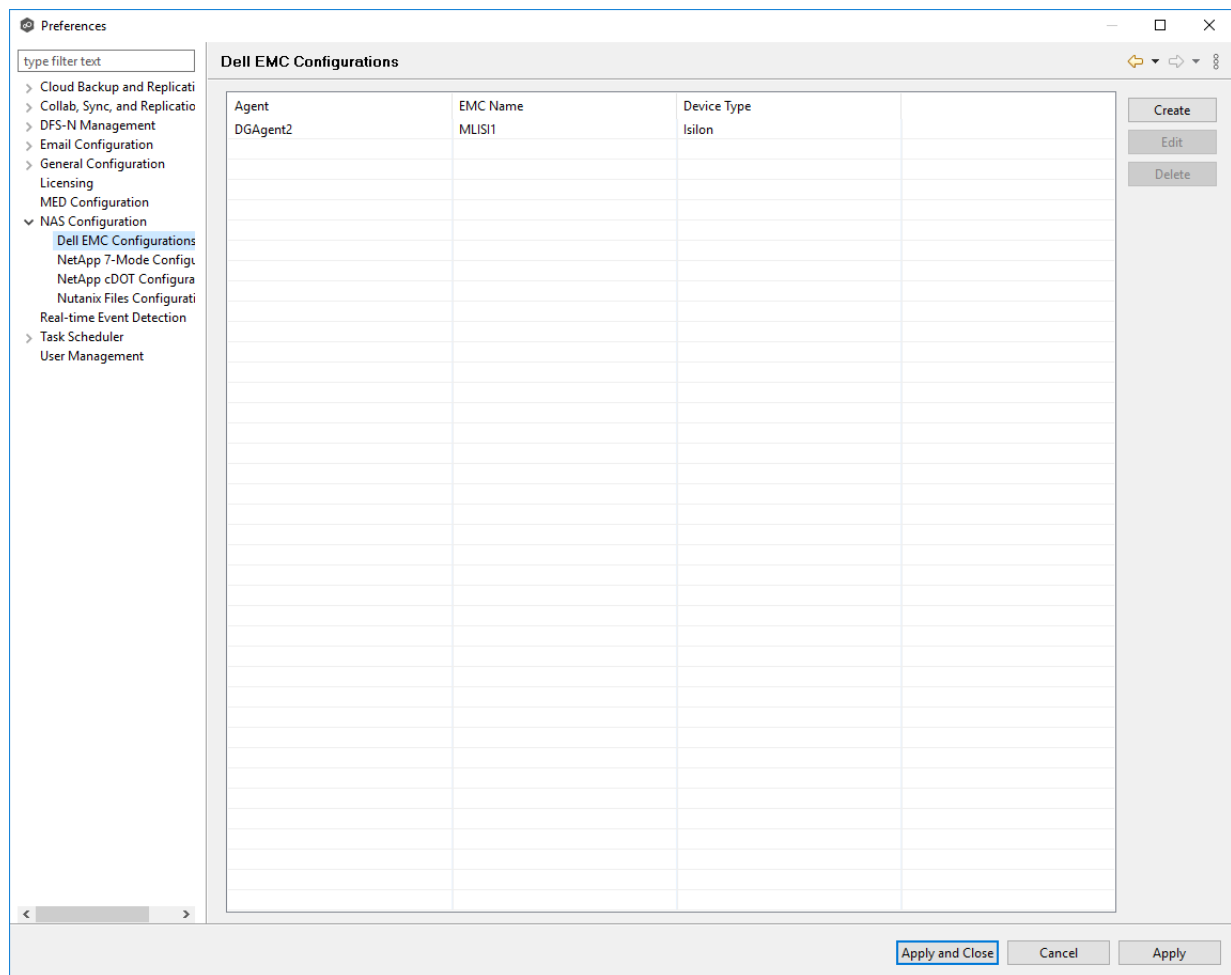 Preferences
type filter text
Dell EMC Configurations
Cloud Backup and Replicati
Collab, Sync, and Replicatio
DFS-N Management
Email Configuration
General Configuration
Licensing
MED Configuration
NAS Configuration
Dell EMC Configurations
NetApp 7-Mode Configu
NetApp cDOT Configura
Nutanix Files Configurati
Real-time Event Detection
Task Scheduler
User Management
Agent EMC Name Device Type
DGAgent2 MLISI1 Isilon
Create
Edit
Delete
Apply and Close Cancel Apply